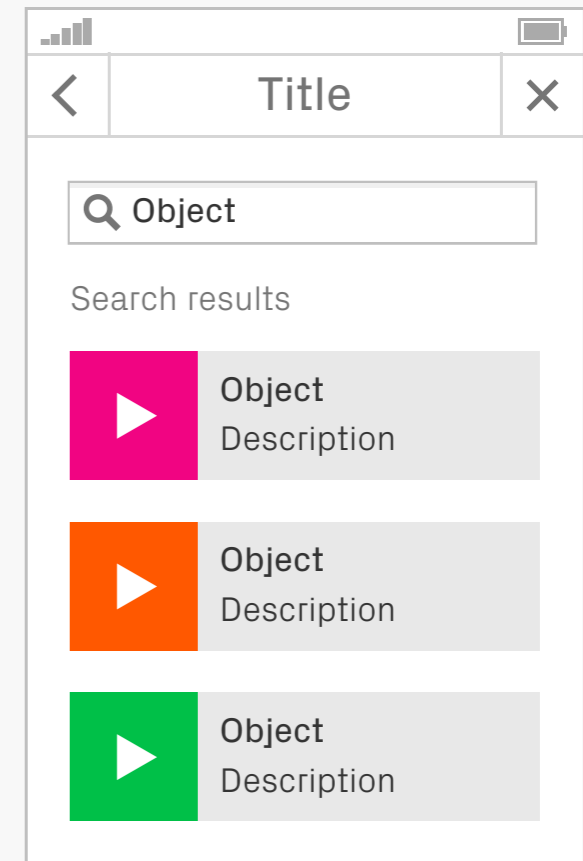 Title
Object
Search results
Object
Description
Object
Description
Object
Description